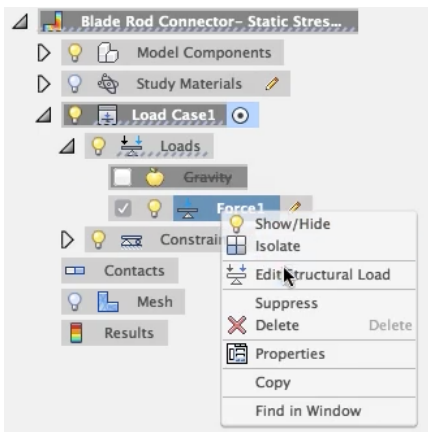 Blade Rod Connector- Static Stres...
Model Components
Study Materials
Load Case1
Loads
Gravity
Force1
Show/Hide
Constrain
Isolate
Contacts
Edit Structural Load
Mesh
Suppress
Results
Delete Delete
Properties
Copy
Find in Window